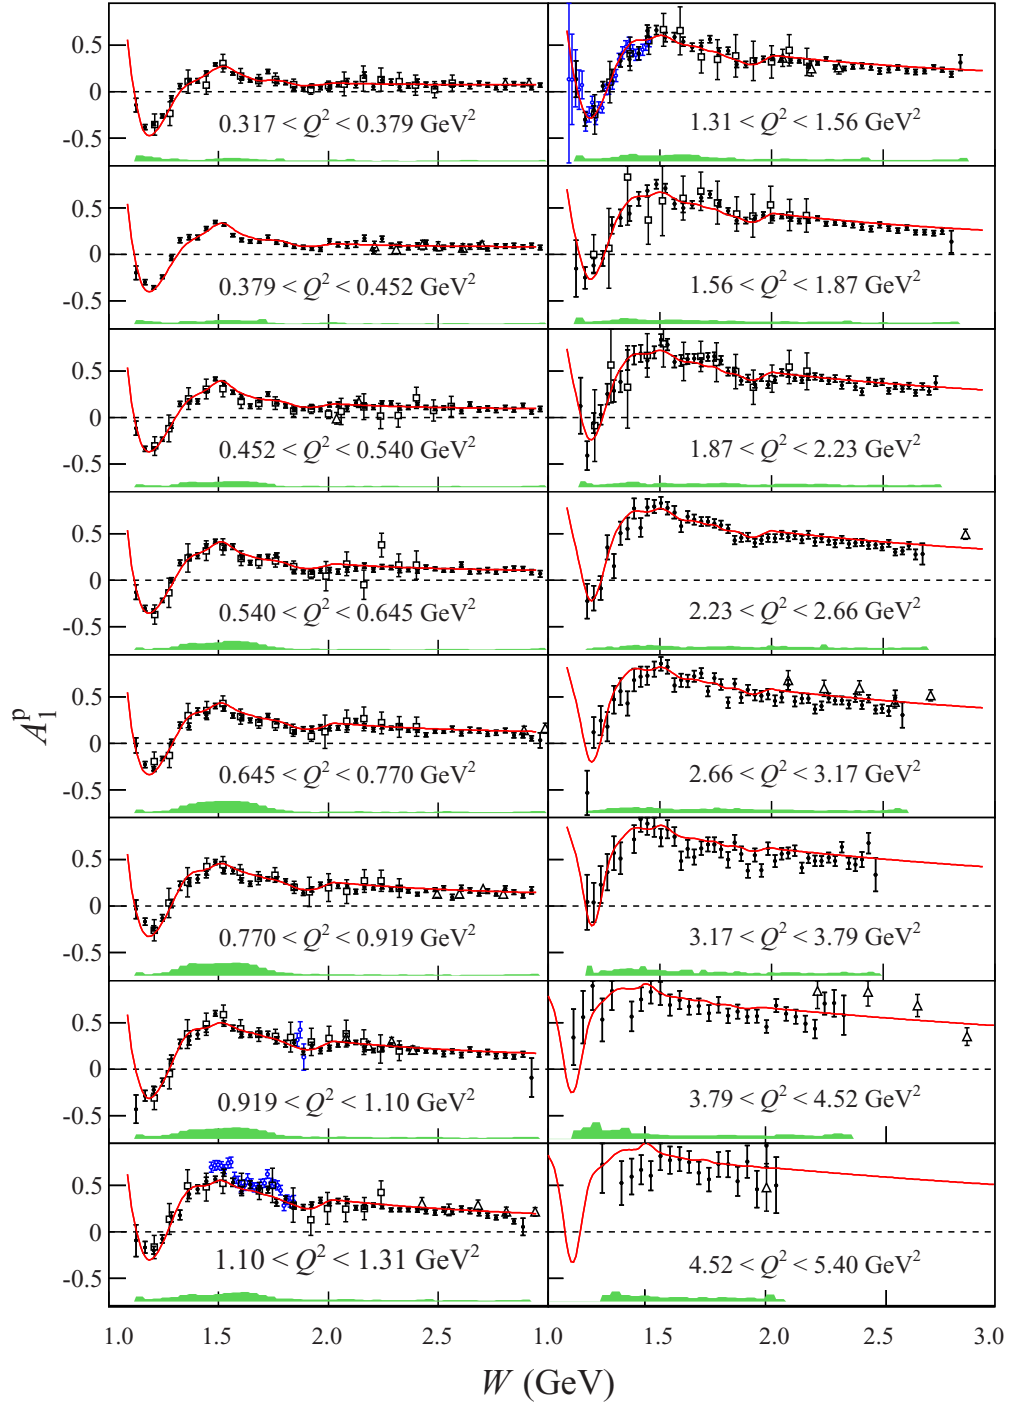 0.5
0
-0.5
0.317 < Q² < 0.379 GeV²
1.31 < Q² < 1.56 GeV²
0.5
0
-0.5
0.379 < Q² < 0.452 GeV²
1.56 < Q² < 1.87 GeV²
0.5
0
-0.5
0.452 < Q² < 0.540 GeV²
1.87 < Q² < 2.23 GeV²
0.5
0
-0.5
0.540 < Q² < 0.645 GeV²
2.23 < Q² < 2.66 GeV²
A₁ᵖ
0.5
0
-0.5
0.645 < Q² < 0.770 GeV²
2.66 < Q² < 3.17 GeV²
0.5
0
-0.5
0.770 < Q² < 0.919 GeV²
3.17 < Q² < 3.79 GeV²
0.5
0
-0.5
0.919 < Q² < 1.10 GeV²
3.79 < Q² < 4.52 GeV²
0.5
0
-0.5
1.10 < Q² < 1.31 GeV²
4.52 < Q² < 5.40 GeV²
1.0 1.5 2.0 2.5 1.0 1.5 2.0 2.5 3.0
W (GeV)